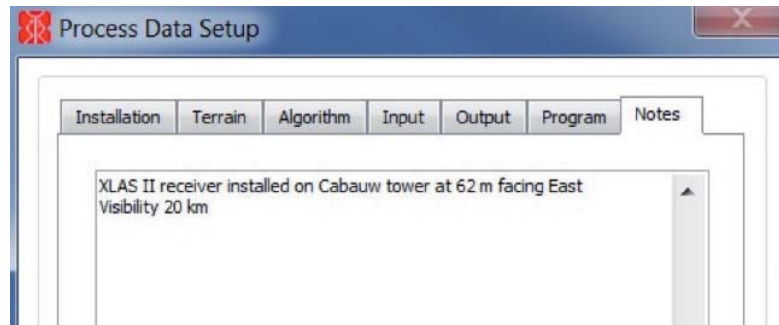 Process Data Setup
Installation Terrain Algorithm Input Output Program Notes
XLAS II receiver installed on Cabauw tower at 62 m facing East
Visibility 20 km